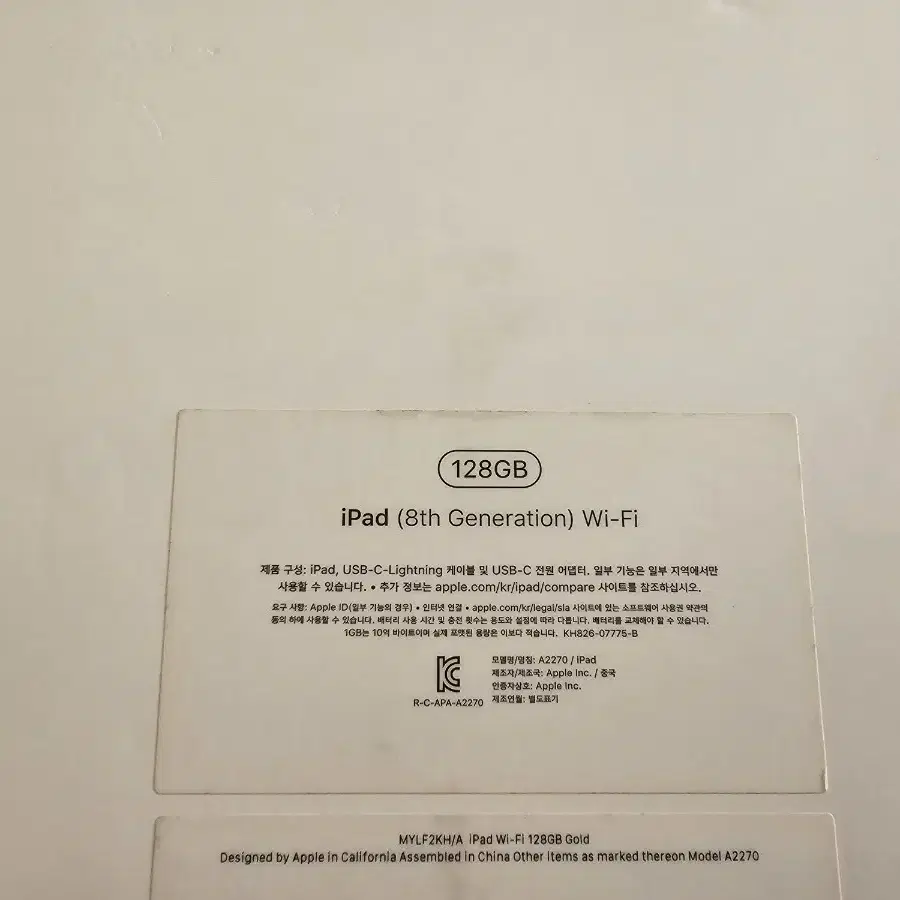 128GB
iPad (8th Generation) Wi-Fi
제품 구성: iPad, USB-C-Lightning 케이블 및 USB-C 전원 어댑터. 일부 기능은 일부 지역에서만
사용할 수 있습니다. • 추가 정보는 apple.com/kr/ipad/compare 사이트를 참조하십시오.
요구 사항: Apple ID(일부 기능의 경우) • 인터넷 연결 • apple.com/kr/legal/sla 사이트에 있는 소프트웨어 사용권 약관의
동의 하에 사용할 수 있습니다. 배터리 사용 시간 및 충전 횟수는 용도와 설정에 따라 다릅니다. 배터리를 교체해야 할 수 있습니다.
1GB는 10억 바이트이며 실제 포맷된 용량은 이보다 적습니다. KH826-07775-B
R-C-APA-A2270
모델명/명칭: A2270 / iPad
제조자/제조국: Apple Inc. / 중국
인증자상호: Apple Inc.
제조연월: 별도표기
MYLF2KH/A iPad Wi-Fi 128GB Gold
Designed by Apple in California Assembled in China Other items as marked thereon Model A2270